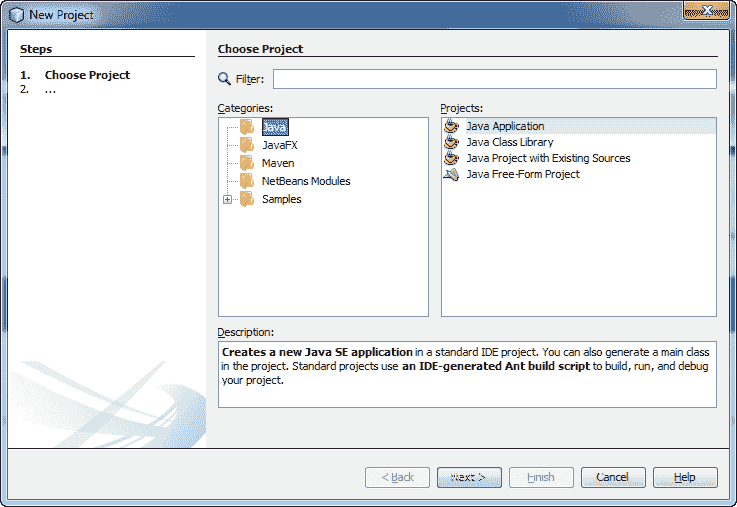 New Project
Steps
1. Choose Project
2. ...
Choose Project
Filter:
Categories:
Java
JavaFX
Maven
NetBeans Modules
Samples
Projects:
Java Application
Java Class Library
Java Project with Existing Sources
Java Free-Form Project
Description:
Creates a new Java SE application in a standard IDE project. You can also generate a main class
in the project. Standard projects use an IDE-generated Ant build script to build, run, and debug
your project.
< Back
Next >
Finish
Cancel
Help